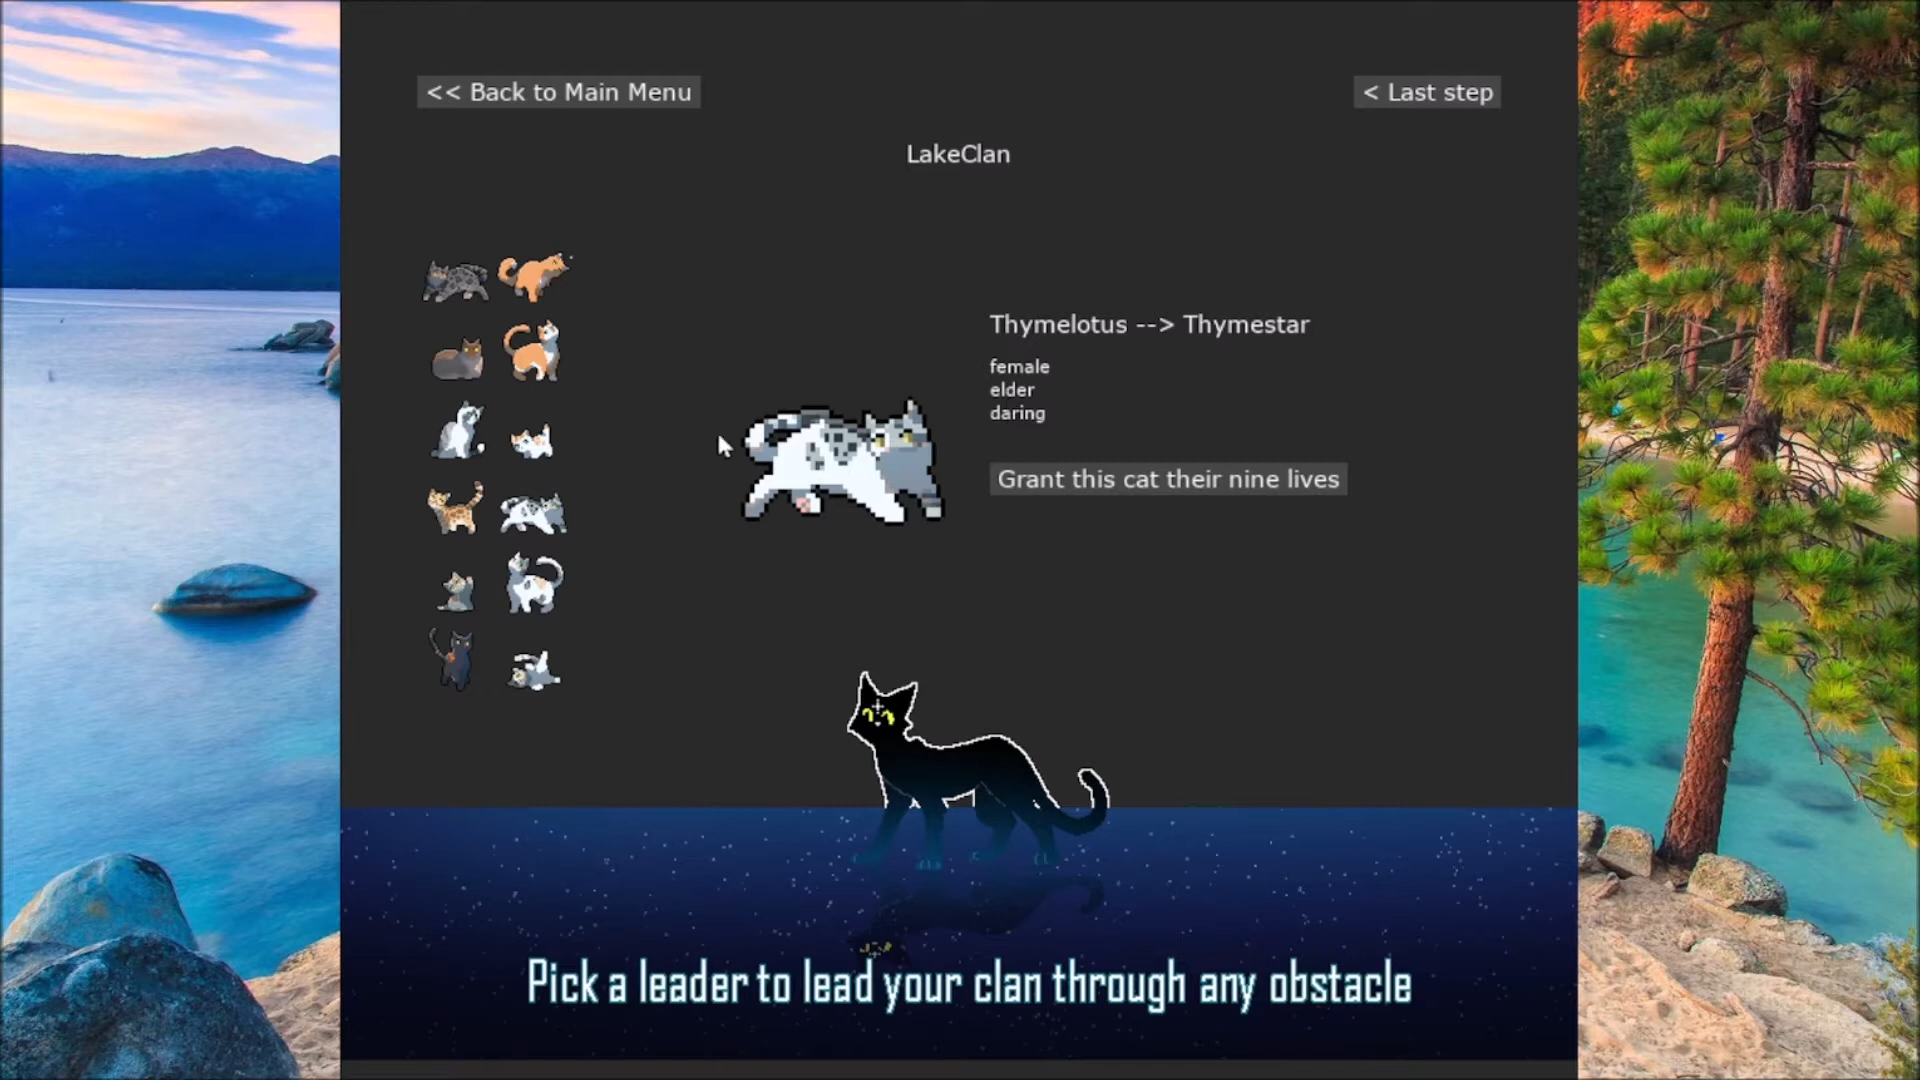 << Back to Main Menu
< Last step
LakeClan
Thymelotus --> Thymestar
female
elder
daring
Grant this cat their nine lives
Pick a leader to lead your clan through any obstacle